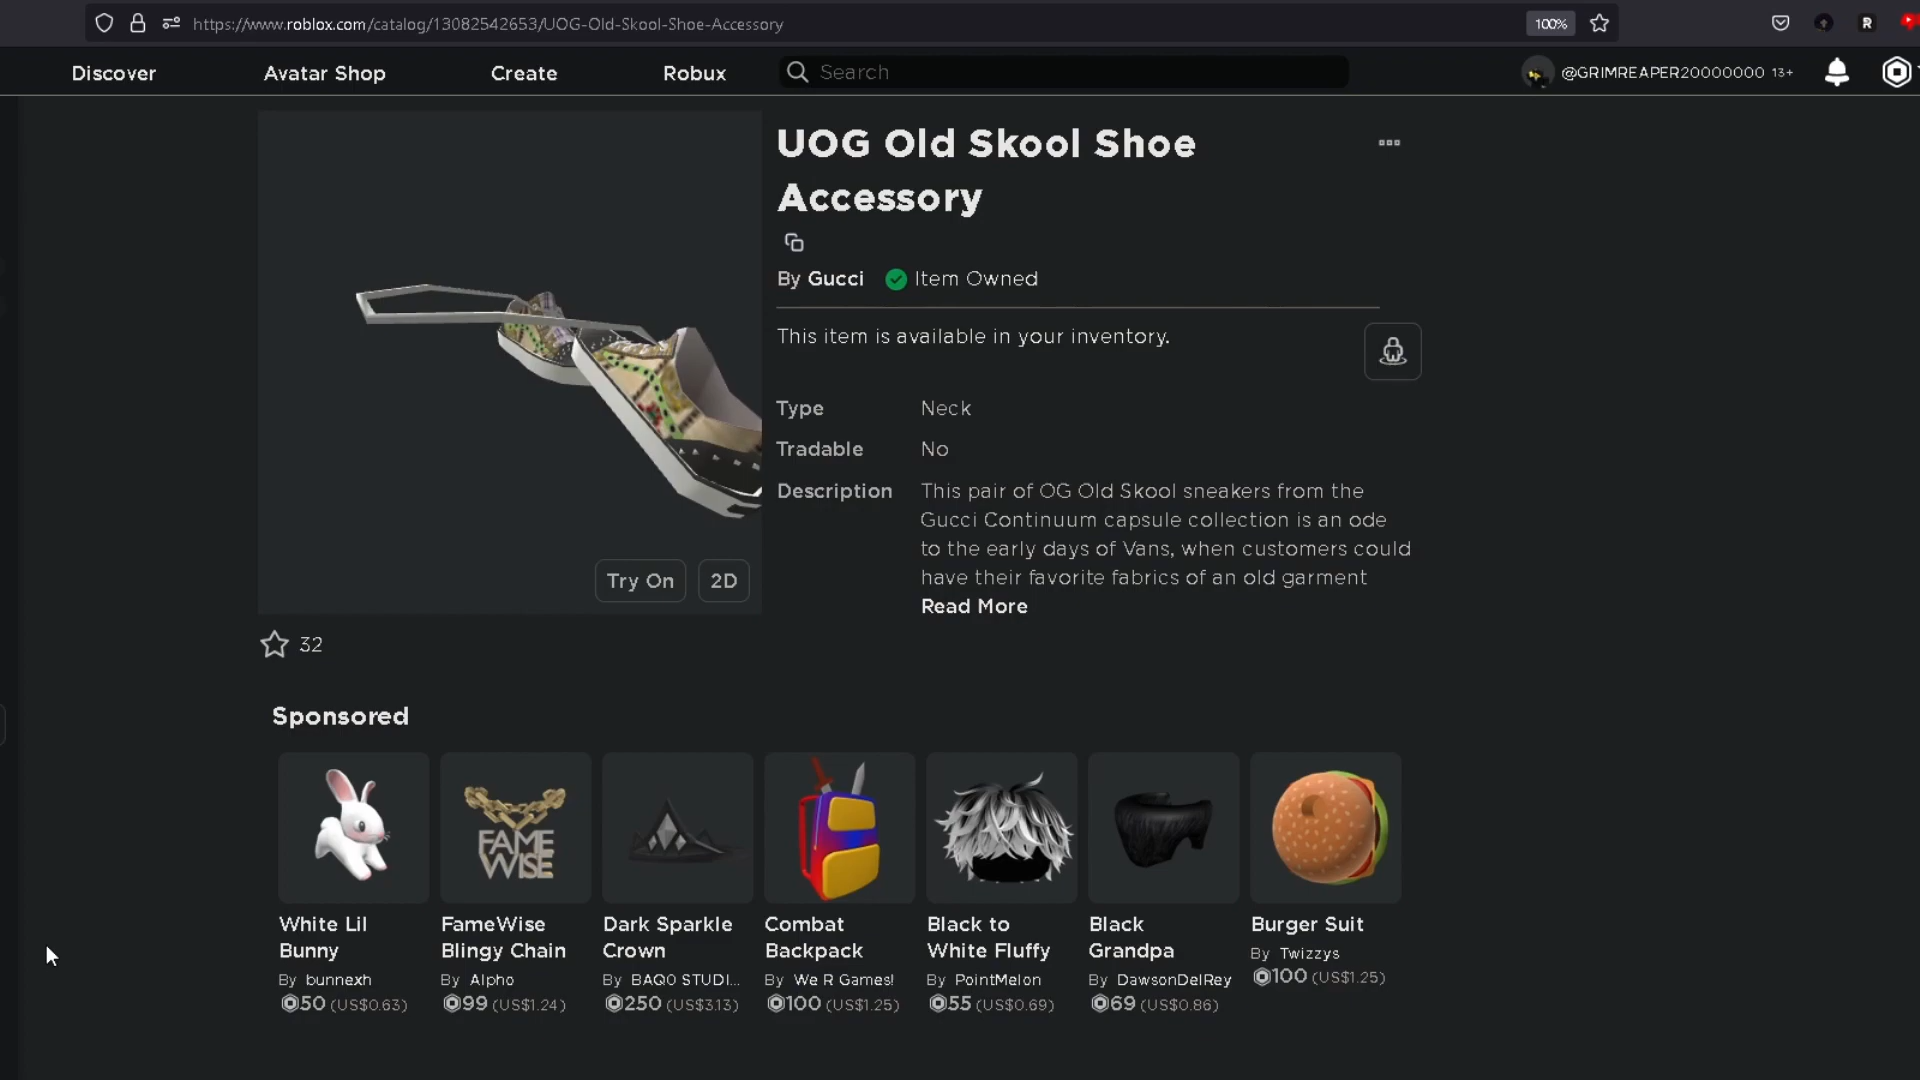 https://www.roblox.com/catalog/13082542653/UOG-Old-Skool-Shoe-Accessory
100%
R
Discover
Avatar Shop
Create
Robux
Search
@GRIMREAPER20000000 13+
UOG Old Skool Shoe
Accessory
By Gucci
Item Owned
This item is available in your inventory.
Type
Neck
Tradable
No
Description
This pair of OG Old Skool sneakers from the
Gucci Continuum capsule collection is an ode
to the early days of Vans, when customers could
have their favorite fabrics of an old garment
Read More
Try On
2D
32
Sponsored
FAME
WISE
White Lil
Bunny
By bunnexh
50 (US$0.63)
FameWise
Blingy Chain
By Alpho
99 (US$1.24)
Dark Sparkle
Crown
By BAQ0 STUDI...
250 (US$3.13)
Combat
Backpack
By We R Games!
100 (US$1.25)
Black to
White Fluffy
By PointMelon
55 (US$0.69)
Black
Grandpa
By DawsonDelRey
69 (US$0.86)
Burger Suit
By Twizzys
100 (US$1.25)